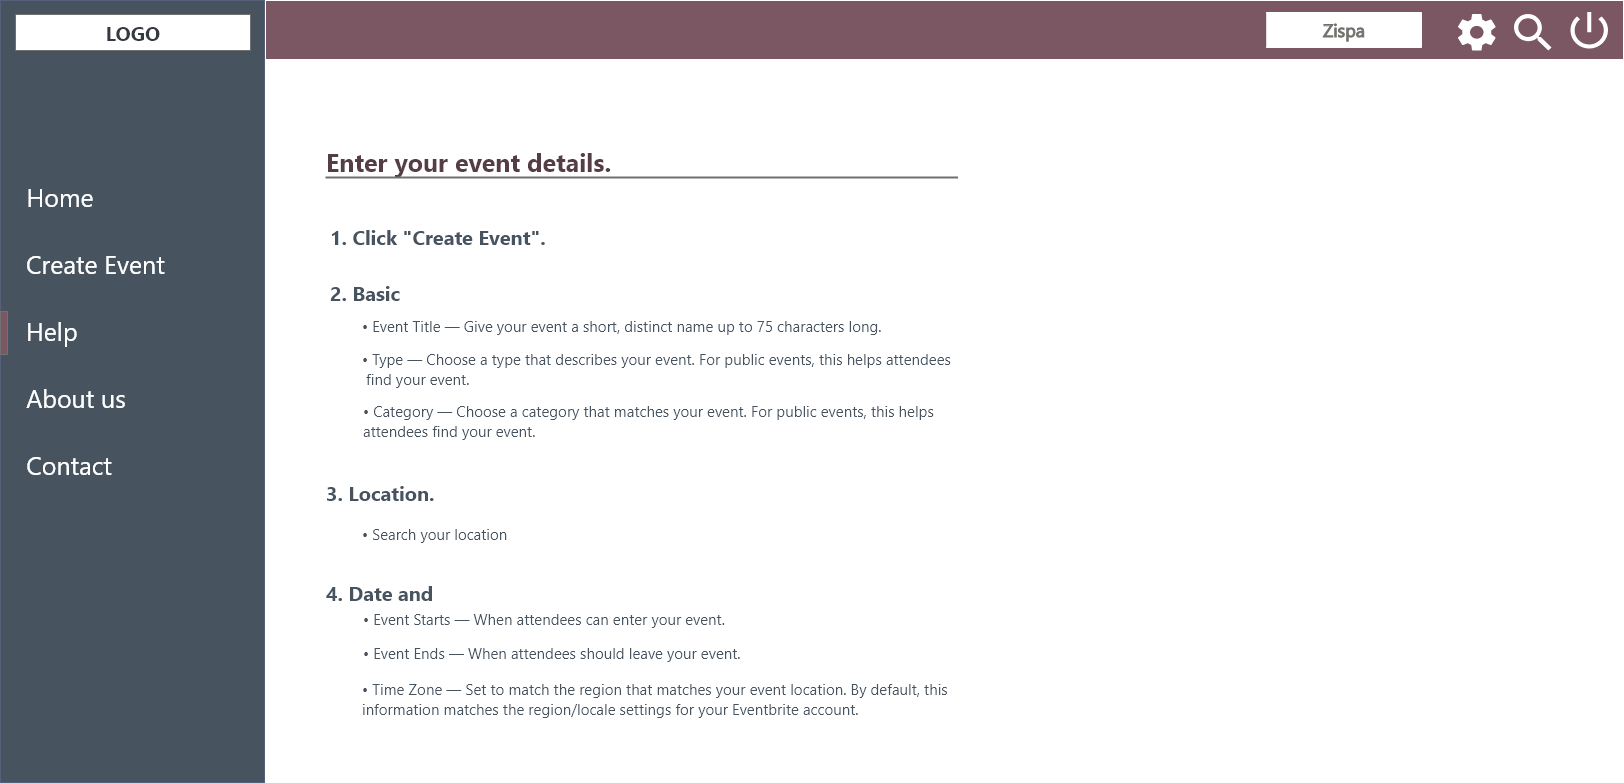 LOGO
Zispa
Home
Create Event
Help
About us
Contact
Enter your event details.
1. Click "Create Event".
2. Basic
• Event Title — Give your event a short, distinct name up to 75 characters long.
• Type — Choose a type that describes your event. For public events, this helps attendees
find your event.
• Category — Choose a category that matches your event. For public events, this helps
attendees find your event.
3. Location.
• Search your location
4. Date and
• Event Starts — When attendees can enter your event.
• Event Ends — When attendees should leave your event.
• Time Zone — Set to match the region that matches your event location. By default, this
information matches the region/locale settings for your Eventbrite account.